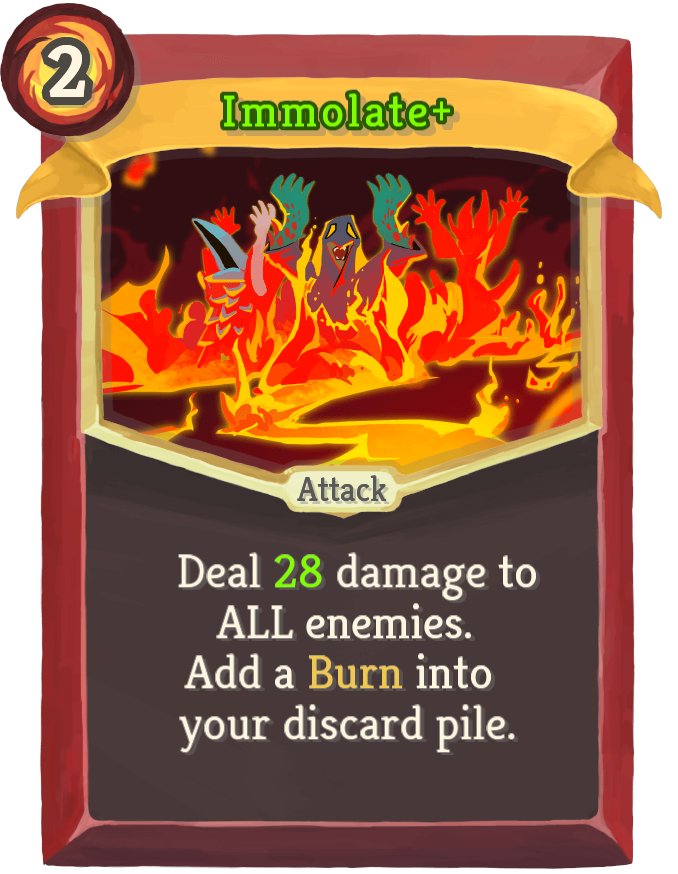 2
Immolate+
Attack
Deal 28 damage to
ALL enemies.
Add a Burn into
your discard pile.